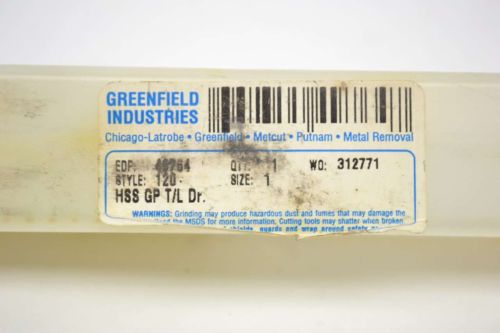 GREENFIELD
INDUSTRIES
Chicago-Latrobe • Greenfield • Metcut • Putnam • Metal Removal
EDP: QTY: 1 WO: 312771
STYLE: 120 SIZE: 1
HSS GP T/L Dr.
WARNINGS: Grinding may produce hazardous dust and fumes that may damage the
the MSDS for more information. Cutting tools may shatter when broken
shields, guards and wrap around safety